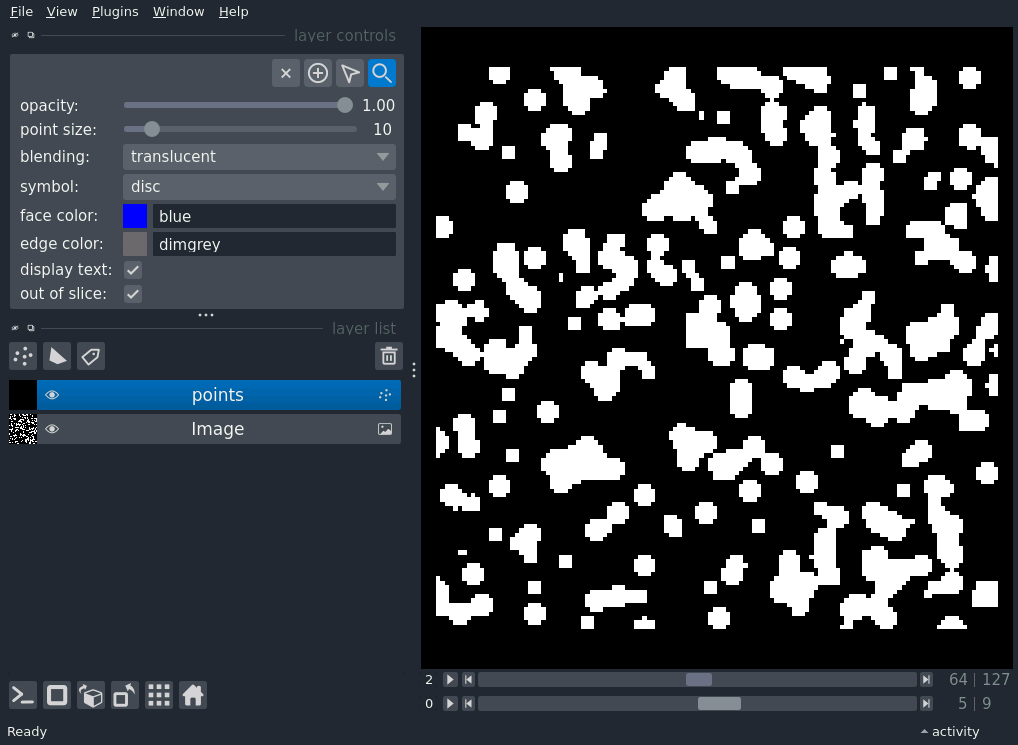 File View Plugins Window Help
layer controls
opacity: 1.00
point size: 10
blending: translucent
symbol: disc
face color: blue
edge color: dimgrey
display text:
out of slice:
layer list
points
Image
2 64 | 127
0 5 | 9
Ready activity